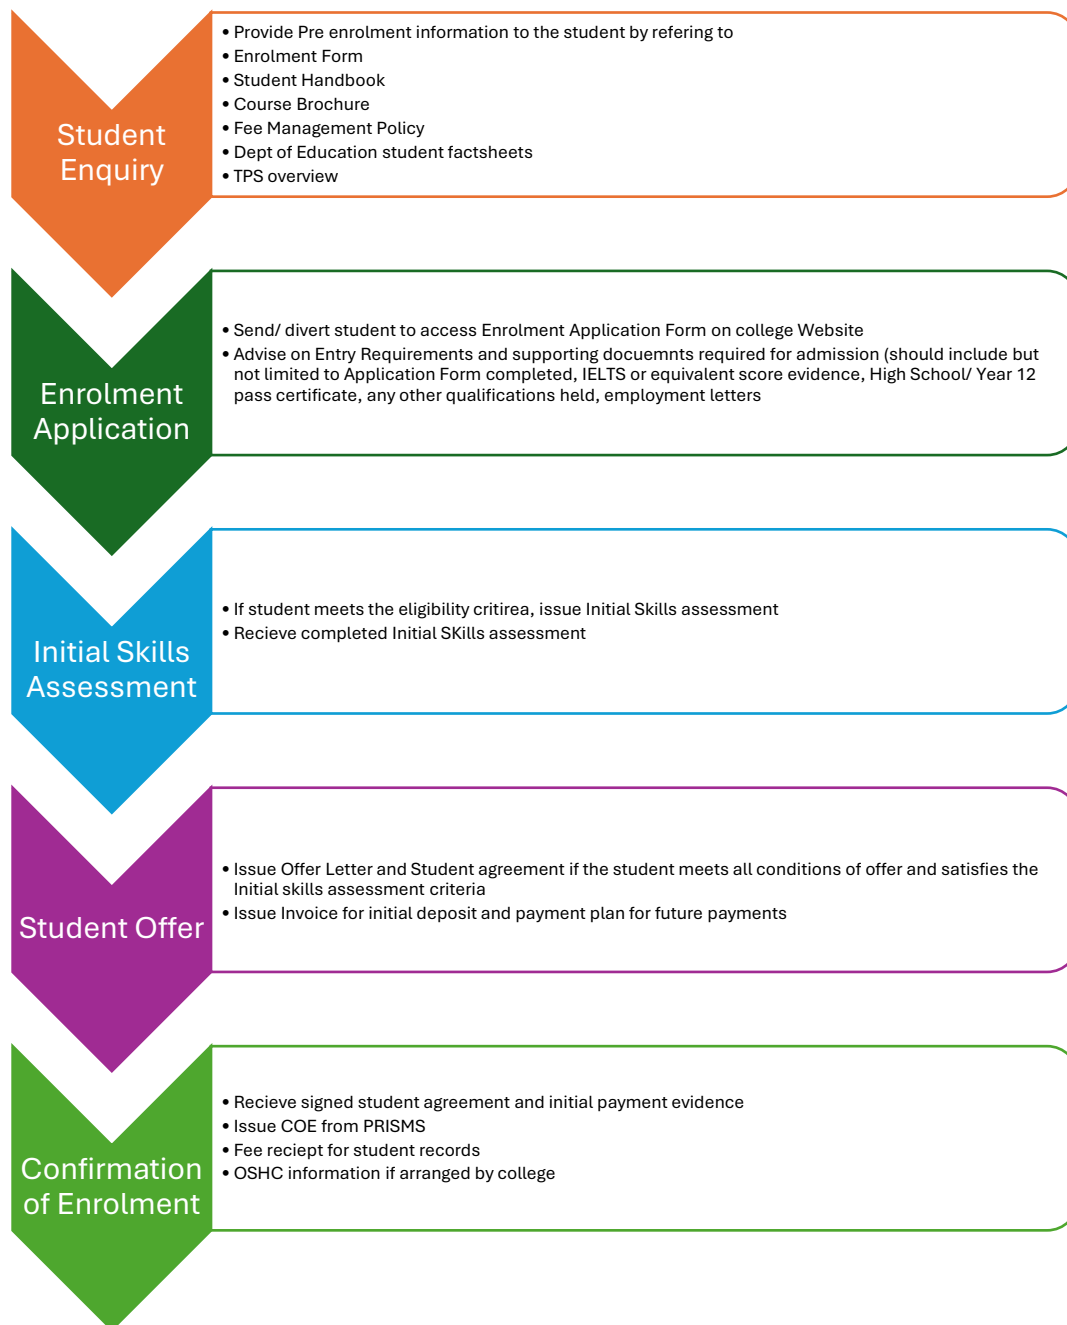 Student
Enquiry
• Provide Pre enrolment information to the student by refering to
• Enrolment Form
• Student Handbook
• Course Brochure
• Fee Management Policy
• Dept of Education student factsheets
• TPS overview
Enrolment
Application
• Send/ divert student to access Enrolment Application Form on college Website
• Advise on Entry Requirements and supporting docuemnts required for admission (should include but
not limited to Application Form completed, IELTS or equivalent score evidence, High School/ Year 12
pass certificate, any other qualifications held, employment letters
Initial Skills
Assessment
• If student meets the eligibility critirea, issue Initial Skills assessment
• Recieve completed Initial SKills assessment
Student Offer
• Issue Offer Letter and Student agreement if the student meets all conditions of offer and satisfies the
Initial skills assessment criteria
• Issue Invoice for initial deposit and payment plan for future payments
Confirmation
of Enrolment
• Recieve signed student agreement and initial payment evidence
• Issue COE from PRISMS
• Fee reciept for student records
• OSHC information if arranged by college